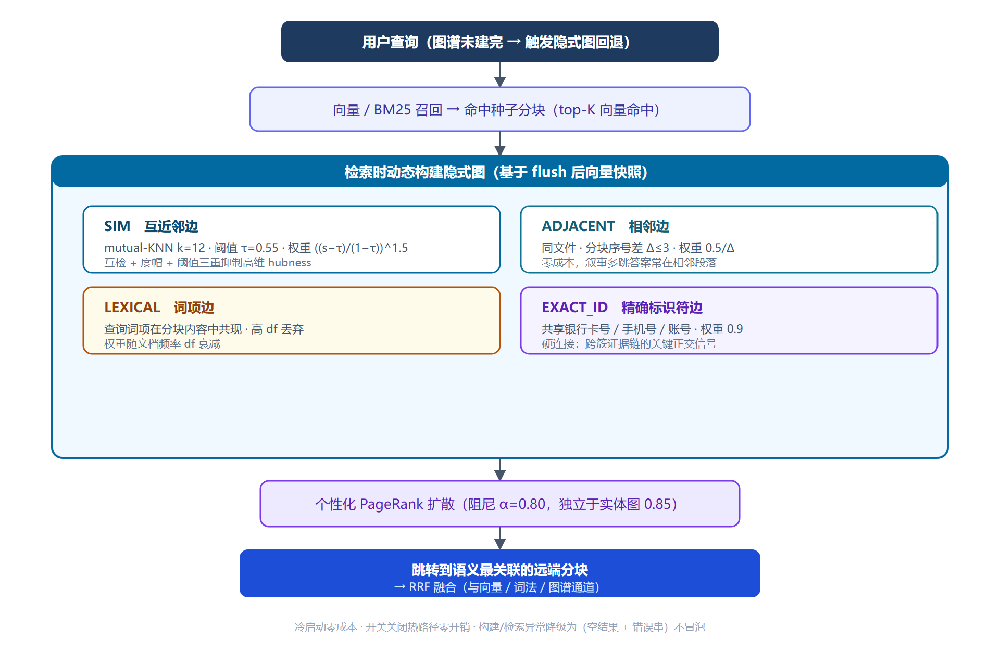 用户查询（图谱未建完 → 触发隐式图回退）
向量 / BM25 召回 → 命中种子分块（top-K 向量命中）
检索时动态构建隐式图（基于 flush 后向量快照）
SIM 互近邻边
mutual-KNN k=12 · 阈值 τ=0.55 · 权重 ((s−τ)/(1−τ))^1.5
互检 + 度帽 + 阈值三重抑制高维 hubness
ADJACENT 相邻边
同文件 · 分块序号差 Δ≤3 · 权重 0.5/Δ
零成本，叙事多跳答案常在相邻段落
LEXICAL 词项边
查询词项在分块内容中共现 · 高 df 丢弃
权重随文档频率 df 衰减
EXACT_ID 精确标识符边
共享银行卡号 / 手机号 / 账号 · 权重 0.9
硬连接：跨簇证据链的关键正交信号
个性化 PageRank 扩散（阻尼 α=0.80，独立于实体图 0.85）
跳转到语义最关联的远端分块
→ RRF 融合（与向量 / 词法 / 图谱通道）
冷启动零成本 · 开关关闭热路径零开销 · 构建/检索异常降级为（空结果 + 错误串）不冒泡